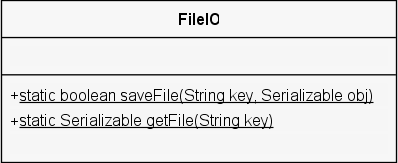 FileIO
+static boolean saveFile(String key, Serializable obj)
+static Serializable getFile(String key)